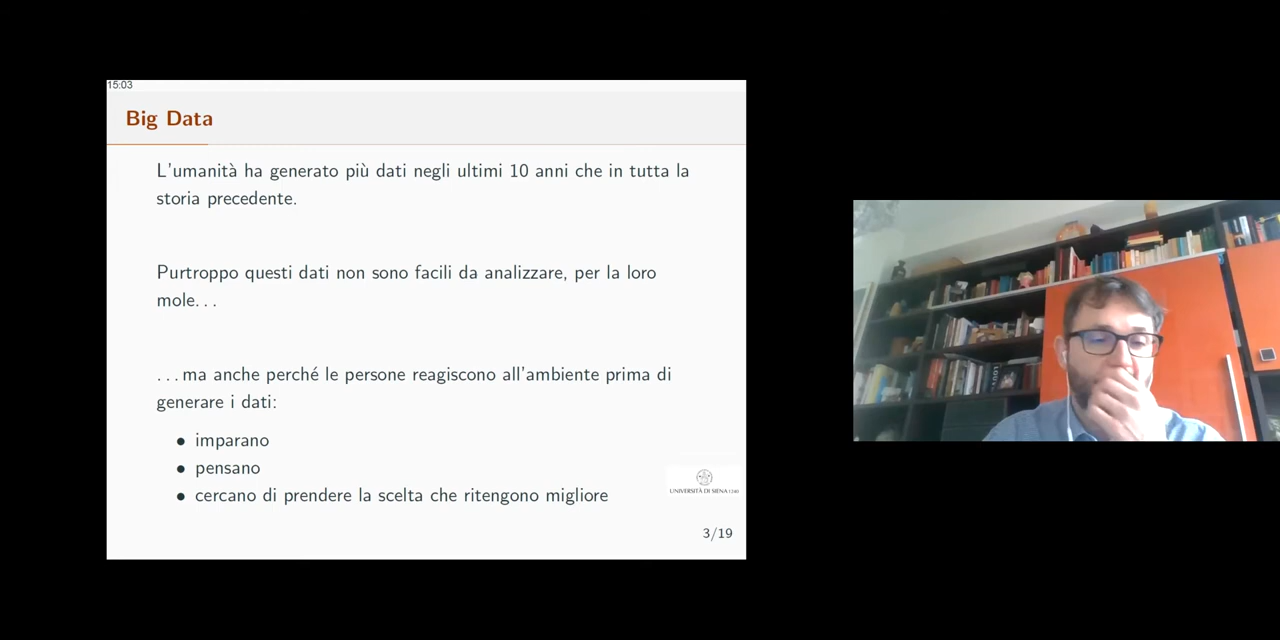 15:03
Big Data
L'umanità ha generato più dati negli ultimi 10 anni che in tutta la
storia precedente.
Purtroppo questi dati non sono facili da analizzare, per la loro
mole...
...ma anche perché le persone reagiscono all'ambiente prima di
generare i dati:
• imparano
• pensano
• cercano di prendere la scelta che ritengono migliore
UNIVERSITÀ DI SIENA 1240
3/19